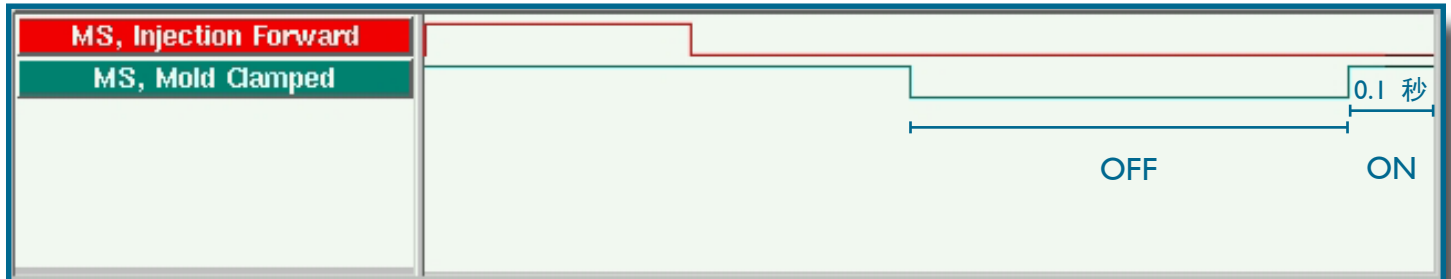 MS, Injection Forward
MS, Mold Clamped
0.1 秒
OFF
ON